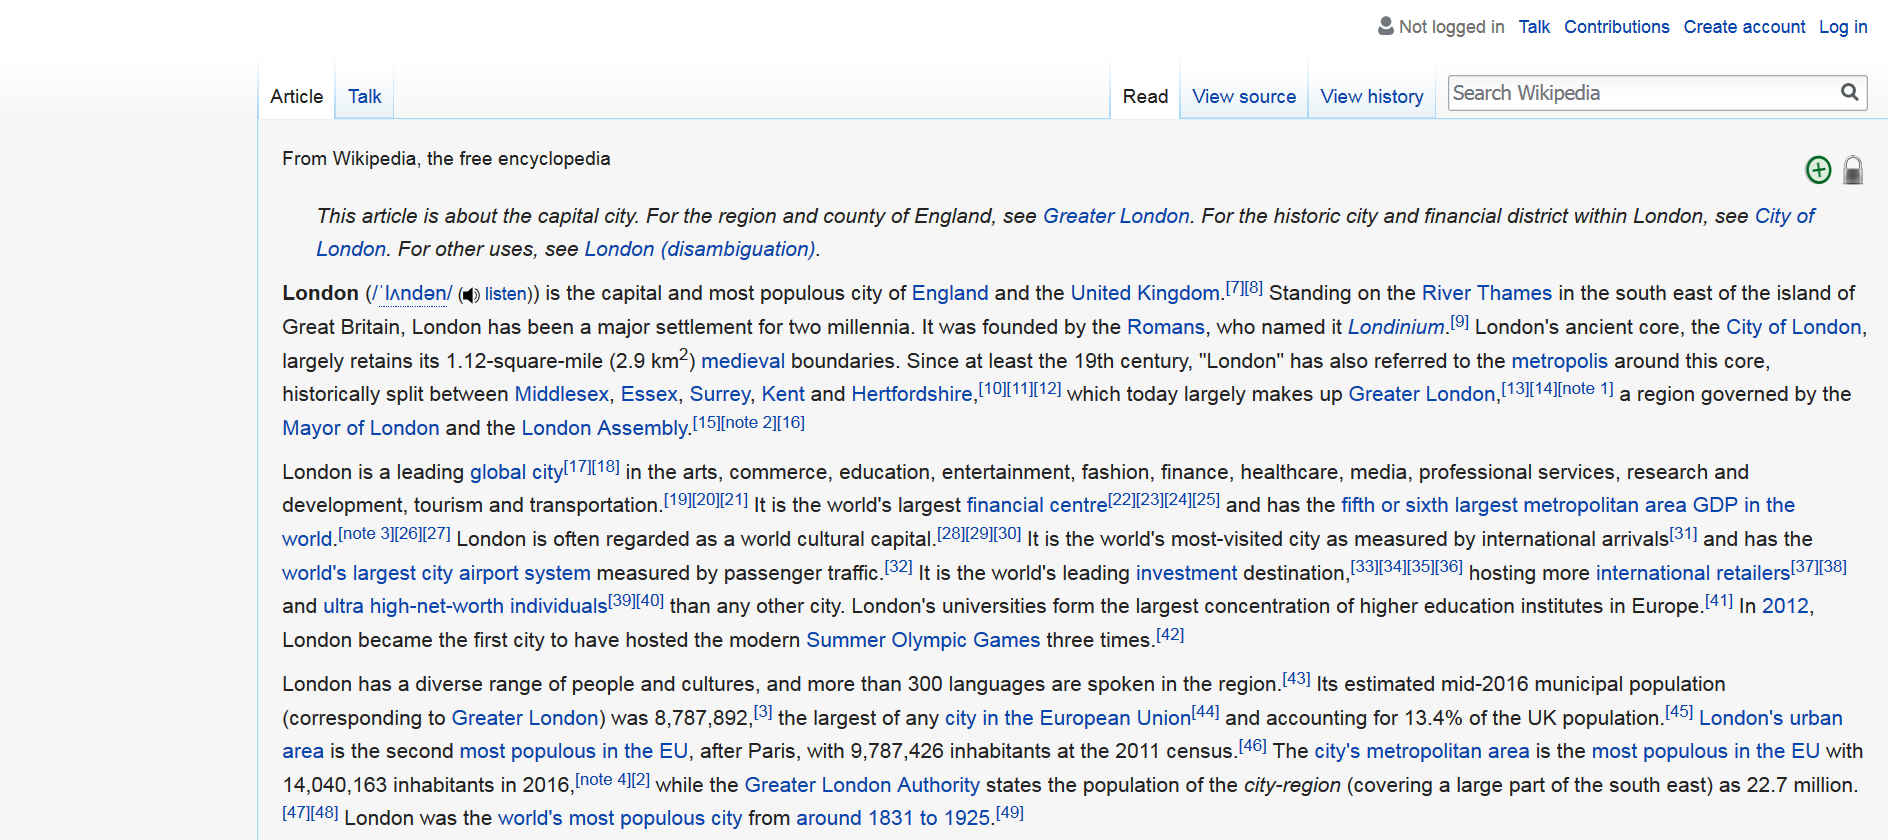 Not logged in Talk Contributions Create account Log in
Article Talk Read View source View history Search Wikipedia
From Wikipedia, the free encyclopedia
This article is about the capital city. For the region and county of England, see Greater London. For the historic city and financial district within London, see City of
London. For other uses, see London (disambiguation).
London (/ˈlʌndən/ (listen)) is the capital and most populous city of England and the United Kingdom.[7][8] Standing on the River Thames in the south east of the island of
Great Britain, London has been a major settlement for two millennia. It was founded by the Romans, who named it Londinium.[9] London's ancient core, the City of London,
largely retains its 1.12-square-mile (2.9 km2) medieval boundaries. Since at least the 19th century, "London" has also referred to the metropolis around this core,
historically split between Middlesex, Essex, Surrey, Kent and Hertfordshire,[10][11][12] which today largely makes up Greater London,[13][14][note 1] a region governed by the
Mayor of London and the London Assembly.[15][note 2][16]
London is a leading global city[17][18] in the arts, commerce, education, entertainment, fashion, finance, healthcare, media, professional services, research and
development, tourism and transportation.[19][20][21] It is the world's largest financial centre[22][23][24][25] and has the fifth or sixth largest metropolitan area GDP in the
world.[note 3][26][27] London is often regarded as a world cultural capital.[28][29][30] It is the world's most-visited city as measured by international arrivals[31] and has the
world's largest city airport system measured by passenger traffic.[32] It is the world's leading investment destination,[33][34][35][36] hosting more international retailers[37][38]
and ultra high-net-worth individuals[39][40] than any other city. London's universities form the largest concentration of higher education institutes in Europe.[41] In 2012,
London became the first city to have hosted the modern Summer Olympic Games three times.[42]
London has a diverse range of people and cultures, and more than 300 languages are spoken in the region.[43] Its estimated mid-2016 municipal population
(corresponding to Greater London) was 8,787,892,[3] the largest of any city in the European Union[44] and accounting for 13.4% of the UK population.[45] London's urban
area is the second most populous in the EU, after Paris, with 9,787,426 inhabitants at the 2011 census.[46] The city's metropolitan area is the most populous in the EU with
14,040,163 inhabitants in 2016,[note 4][2] while the Greater London Authority states the population of the city-region (covering a large part of the south east) as 22.7 million.
[47][48] London was the world's most populous city from around 1831 to 1925.[49]